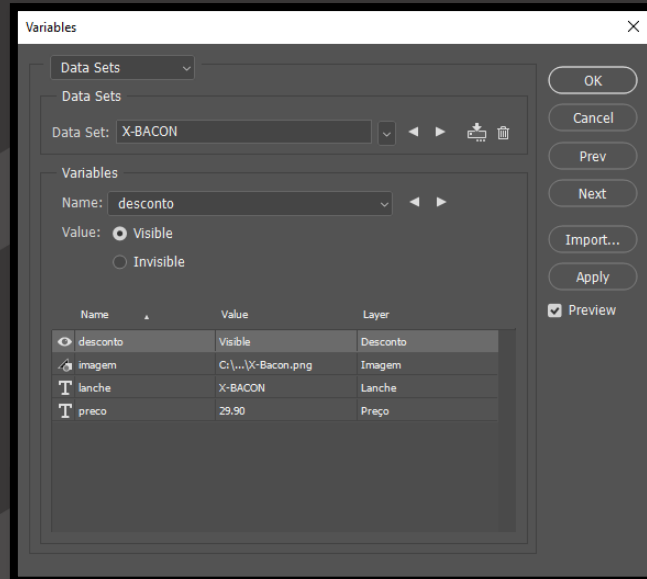 Variables
Data Sets
OK
Data Sets
Cancel
Data Set: X-BACON
Prev
Variables
Next
Name: desconto
Value: Visible
Import...
Invisible
Apply
Preview
Name Value Layer
desconto Visible Desconto
imagem C:\...\X-Bacon.png Imagem
T lanche X-BACON Lanche
T preco 29.90 Preço